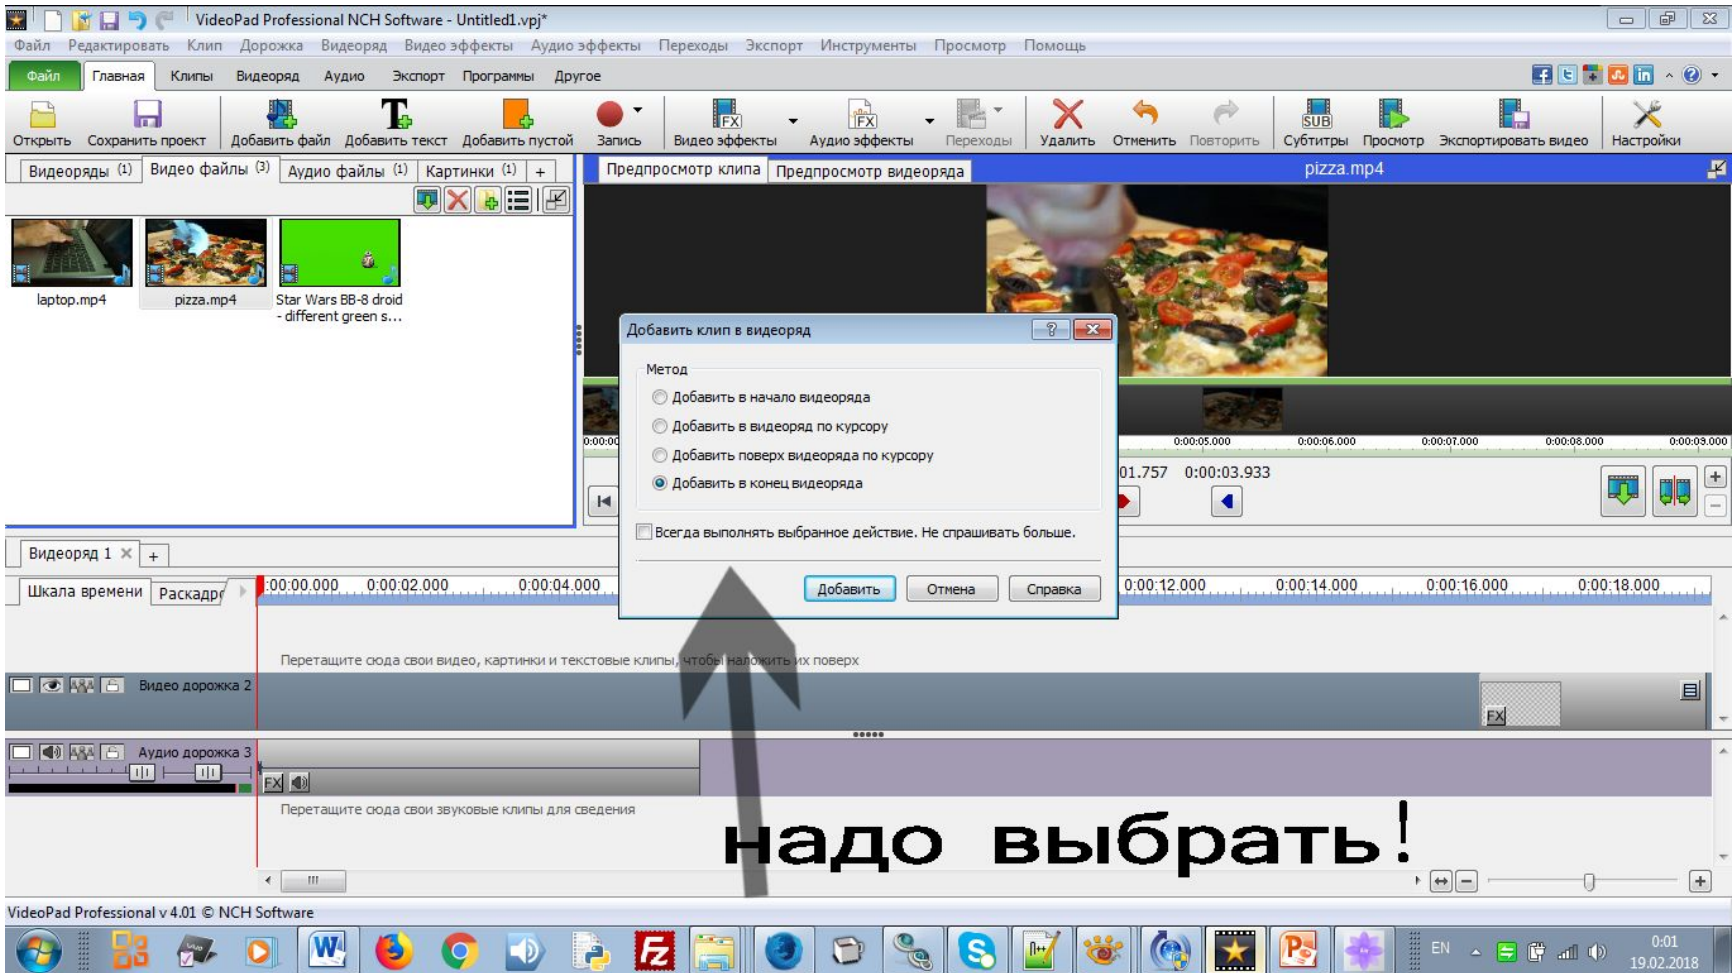 VideoPad Professional NCH Software - Untitled1.vpj*
Файл Редактировать Клип Дорожка Видеоряд Видео эффекты Аудио эффекты Переходы Экспорт Инструменты Просмотр Помощь
Файл Главная Клипы Видеоряд Аудио Экспорт Программы Другое
Открыть Сохранить проект Добавить файл Добавить текст Добавить пустой Запись Видео эффекты Аудио эффекты Переходы Удалить Отменить Повторить Субтитры Просмотр Экспортировать видео Настройки
Видеоряды (1) Видео файлы (3) Аудио файлы (1) Картинки (1) +
Предпросмотр клипа Предпросмотр видеоряда pizza.mp4
laptop.mp4 pizza.mp4 Star Wars BB-8 droid
- different green s...
Добавить клип в видеоряд
Метод
Добавить в начало видеоряда
Добавить в видеоряд по курсору
Добавить поверх видеоряда по курсору
Добавить в конец видеоряда
Всегда выполнять выбранное действие. Не спрашивать больше.
Добавить Отмена Справка
0:00:05.000 0:00:06.000 0:00:07.000 0:00:08.000 0:00:09.000
01.757 0:00:03.933
Видеоряд 1 × +
Шкала времени Раскадро
:00:00.000 0:00:02.000 0:00:04.000 0:00:12.000 0:00:14.000 0:00:16.000 0:00:18.000
Перетащите сюда свои видео, картинки и текстовые клипы, чтобы наложить их поверх
Видео дорожка 2
FX
Аудио дорожка 3
FX
Перетащите сюда свои звуковые клипы для сведения
надо выбрать!
VideoPad Professional v 4.01 © NCH Software
EN 0:01
19.02.2018